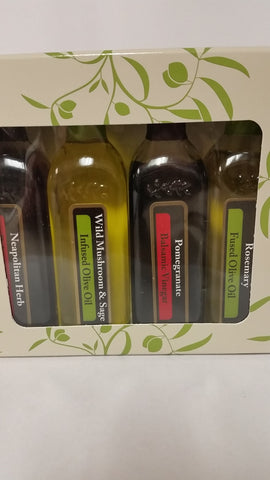 Neapolitan Herb
Wild Mushroom & Sage
Infused Olive Oil
Pomegranate
Balsamic Vinegar
Rosemary
Fused Olive Oil